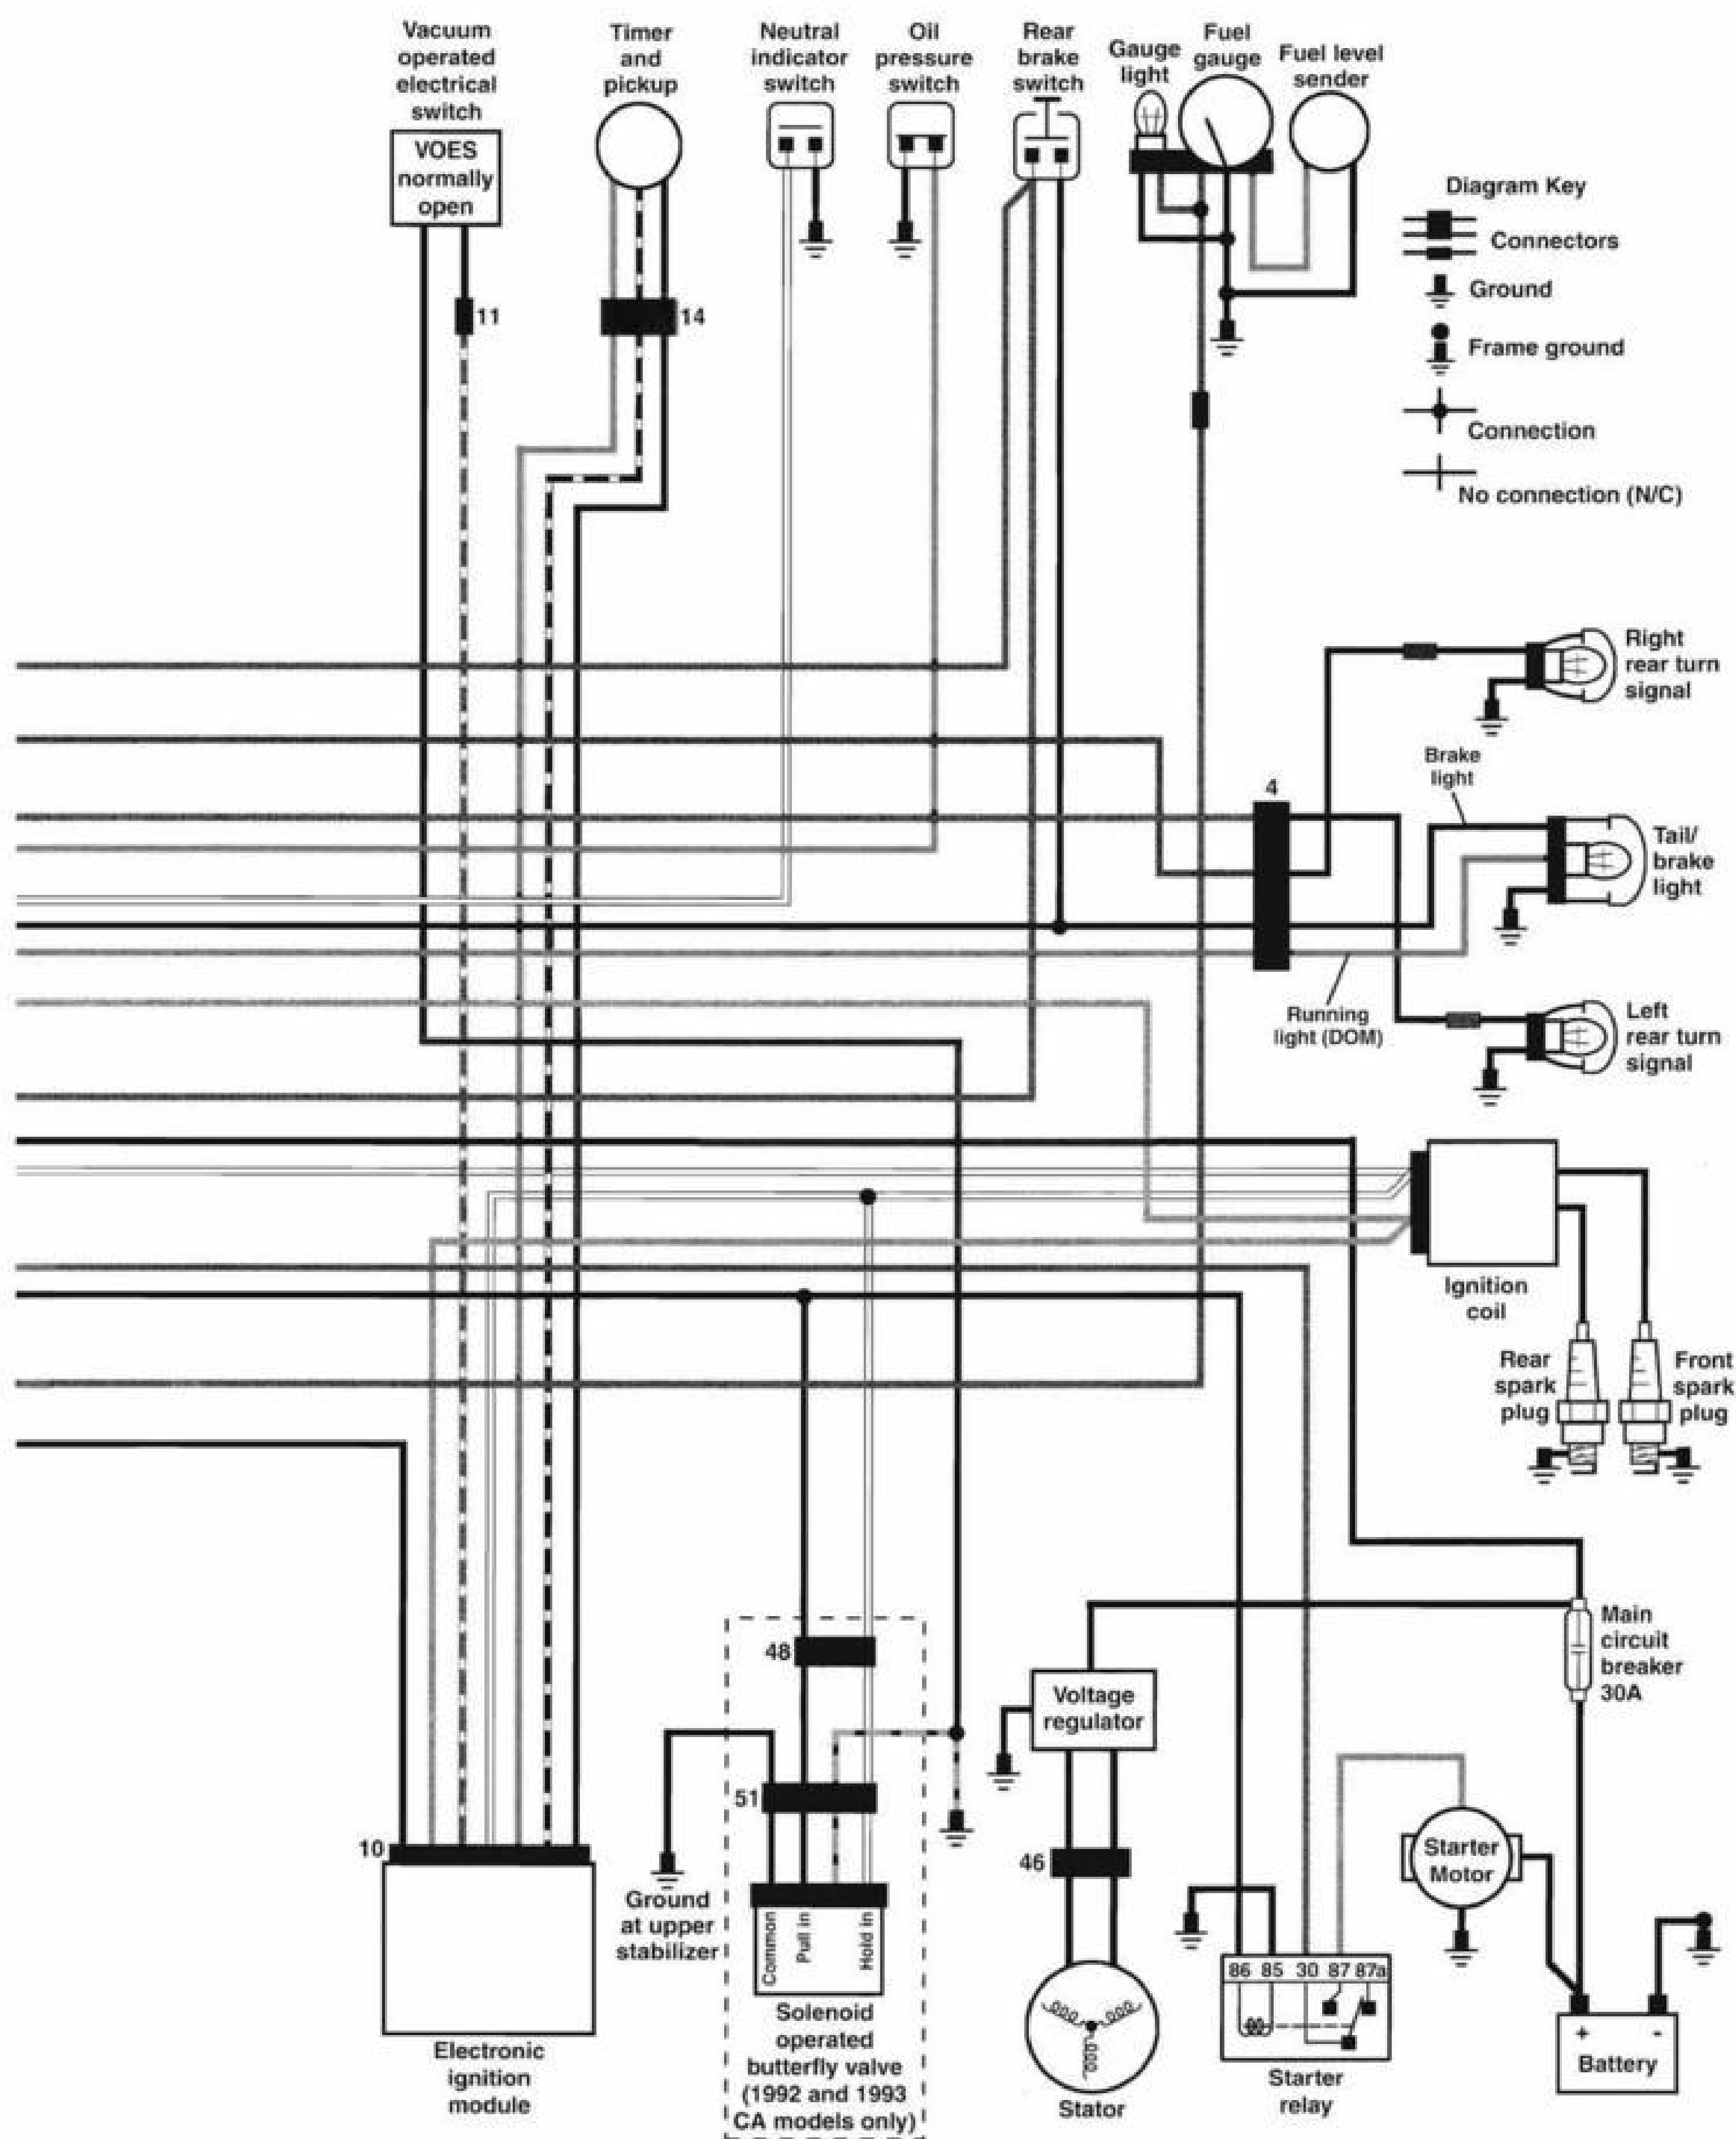 Vacuum
operated
electrical
switch
VOES
normally
open
11
Timer
and
pickup
14
Neutral
indicator
switch
Oil
pressure
switch
Rear
brake
switch
Gauge
light
Fuel
gauge
Fuel level
sender
Diagram Key
Connectors
Ground
Frame ground
Connection
No connection (N/C)
Right
rear turn
signal
Brake
light
4
Tail/
brake
light
Running
light (DOM)
Left
rear turn
signal
Ignition
coil
Rear
spark
plug
Front
spark
plug
Main
circuit
breaker
30A
48
Voltage
regulator
51
46
10
Ground
at upper
stabilizer
Common
Pull in
Hold in
Starter
Motor
86 85 30 87 87a
+ -
Battery
Electronic
ignition
module
Solenoid
operated
butterfly valve
(1992 and 1993
CA models only)
Stator
Starter
relay